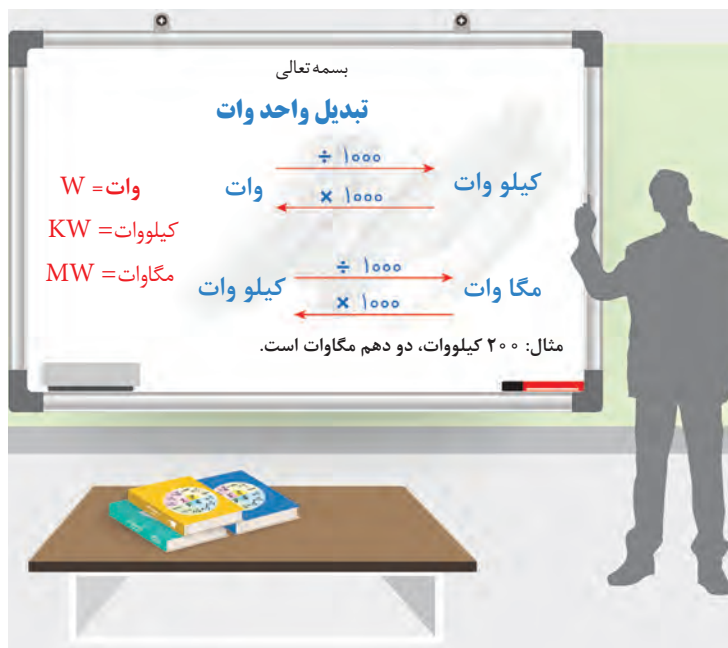 بسمه تعالی
تبدیل واحد وات
÷ ۱۰۰۰
کیلو وات
وات
× ۱۰۰۰
وات = W
کیلووات = KW
مگاوات = MW
÷ ۱۰۰۰
مگا وات
کیلو وات
× ۱۰۰۰
مثال: ۲۰۰ کیلووات، دو دهم مگاوات است.